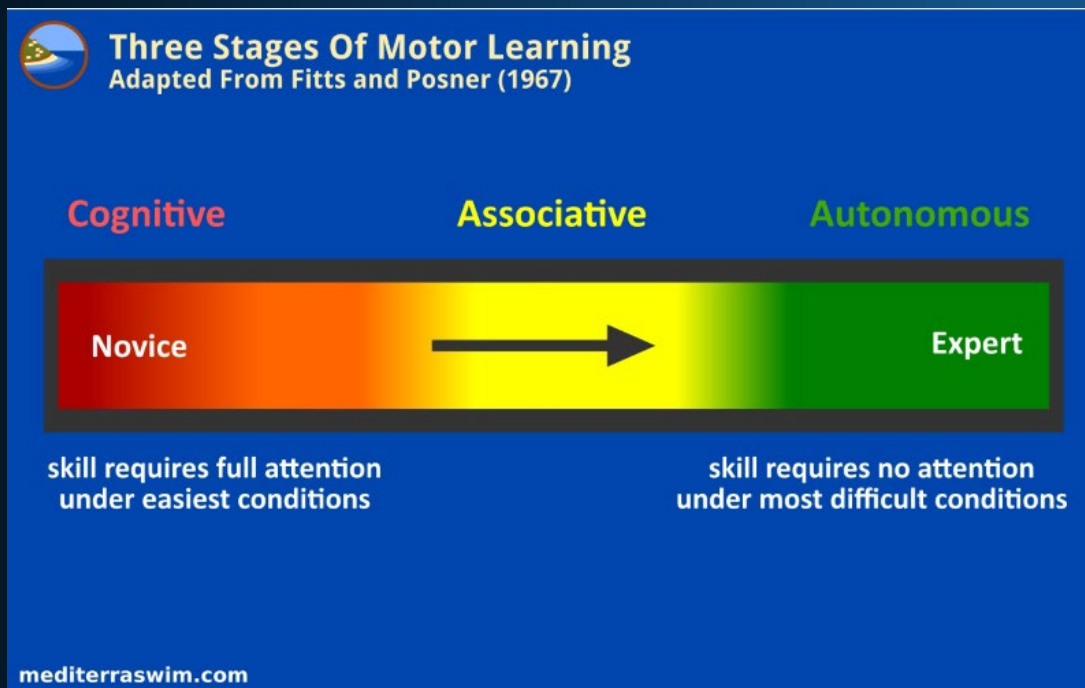 Three Stages Of Motor Learning
Adapted From Fitts and Posner (1967)
Cognitive
Associative
Autonomous
Novice
Expert
skill requires full attention
under easiest conditions
skill requires no attention
under most difficult conditions
mediterraswim.com